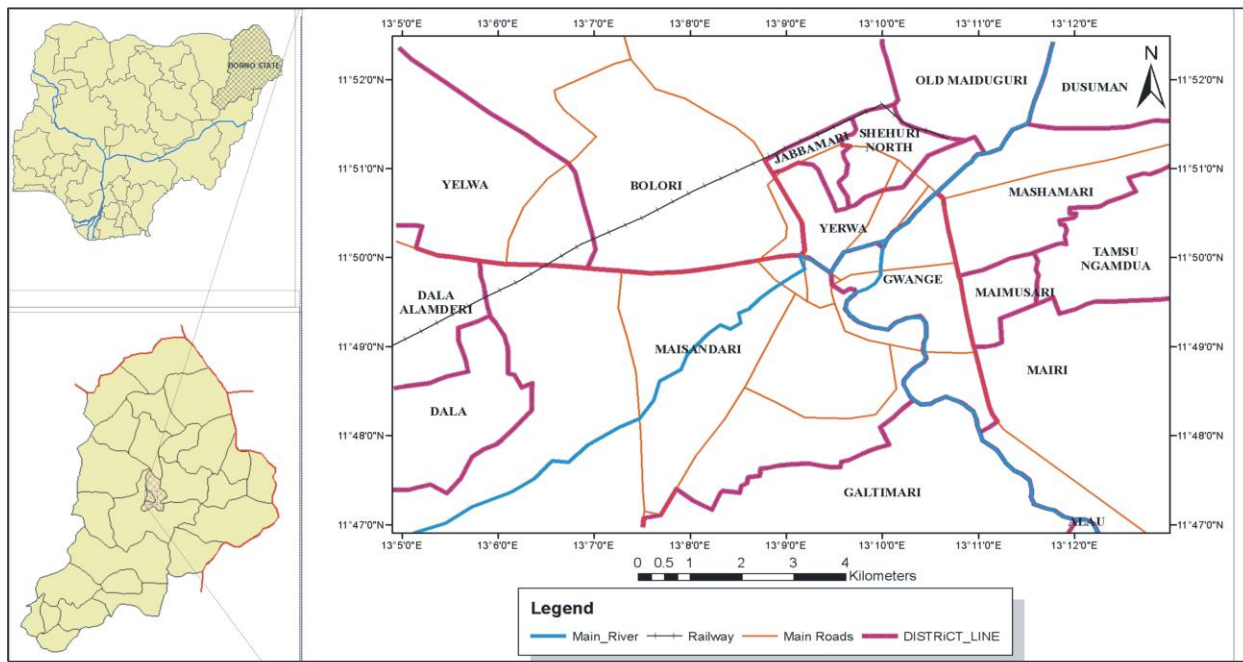 BORNO STATE
13°5'0"E 13°6'0"E 13°7'0"E 13°8'0"E 13°9'0"E 13°10'0"E 13°11'0"E 13°12'0"E
N
11°52'0"N 11°52'0"N
OLD MAIDUGURI
DUSUMAN
SHEHURI
NORTH
JABBAMARI
11°51'0"N 11°51'0"N
YELWA
BOLORI
MASHAMARI
YERWA
11°50'0"N 11°50'0"N
TAMSU
NGAMDUA
GWANGE
DALA
ALAMDERI
MAIMUSARI
11°49'0"N 11°49'0"N
MAISANDARI
MAIRI
DALA
11°48'0"N 11°48'0"N
GALTIMARI
11°47'0"N 11°47'0"N
ALAU
13°5'0"E 13°6'0"E 13°7'0"E 13°8'0"E 13°9'0"E 13°10'0"E 13°11'0"E 13°12'0"E
0 0.5 1 2 3 4
Kilometers
Legend
Main_River Railway Main Roads DISTRiCT_LINE